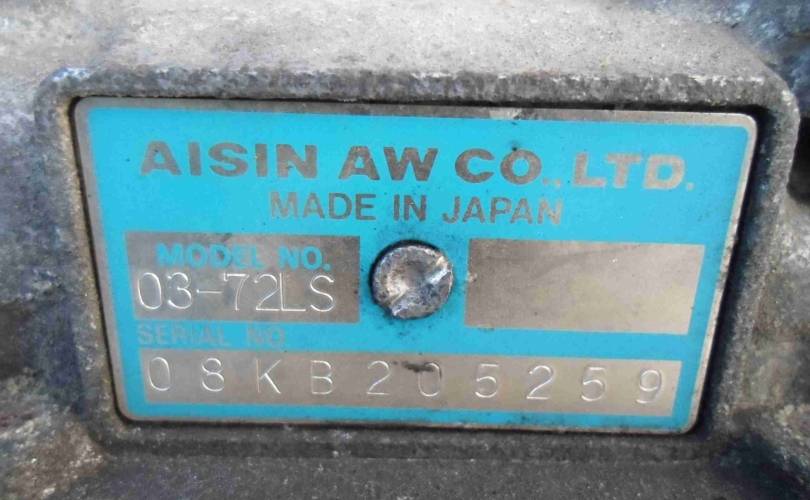 AISIN AW CO., LTD.
MADE IN JAPAN
MODEL NO.
03-72LS
SERIAL NO
08KB205259